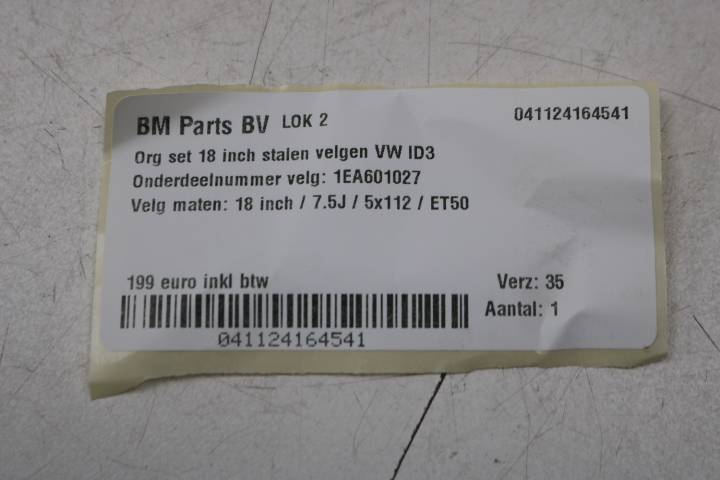 BM Parts BV LOK 2 041124164541
Org set 18 inch stalen velgen VW ID3
Onderdeelnummer velg: 1EA601027
Velg maten: 18 inch / 7.5J / 5x112 / ET50
199 euro inkl btw Verz: 35
Aantal: 1
041124164541